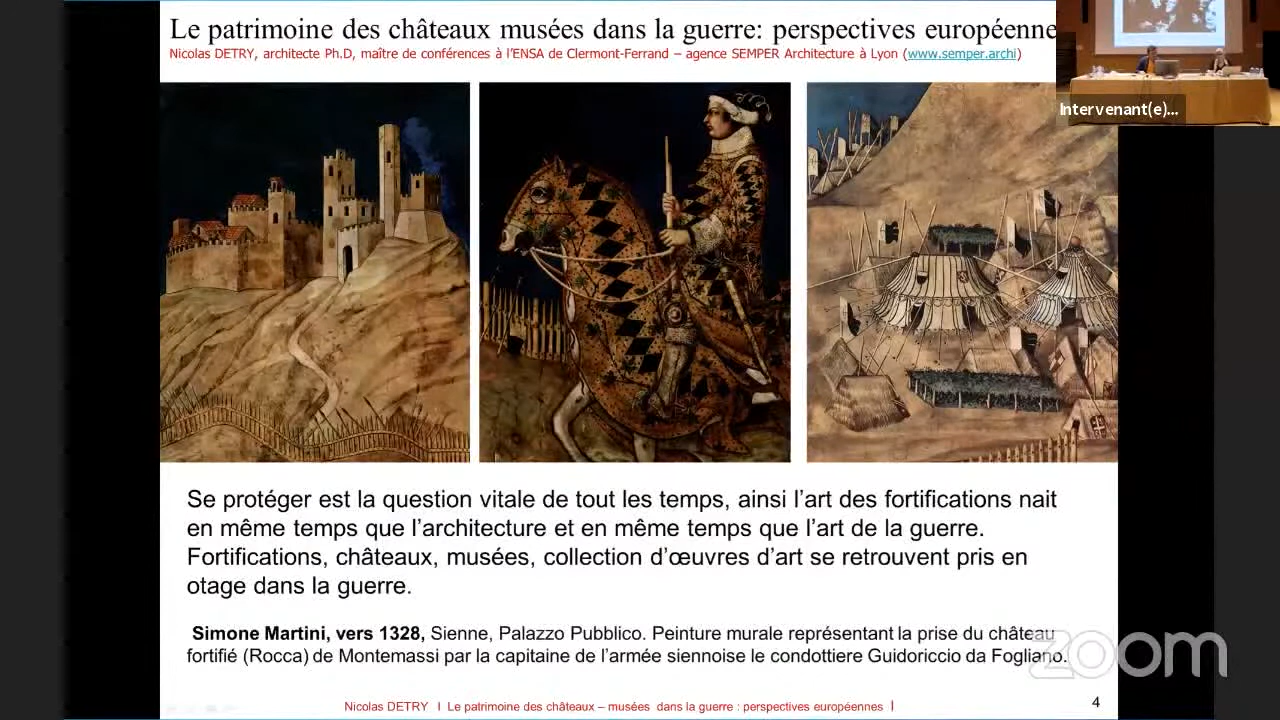 Le patrimoine des châteaux musées dans la guerre: perspectives européenne
Nicolas DETRY, architecte Ph.D, maître de conférences à l'ENSA de Clermont-Ferrand – agence SEMPER Architecture à Lyon (www.semper.archi)
Intervenant(e)...
Se protéger est la question vitale de tout les temps, ainsi l'art des fortifications nait
en même temps que l'architecture et en même temps que l'art de la guerre.
Fortifications, châteaux, musées, collection d'œuvres d'art se retrouvent pris en
otage dans la guerre.
Simone Martini, vers 1328, Sienne, Palazzo Pubblico. Peinture murale représentant la prise du château
fortifié (Rocca) de Montemassi par la capitaine de l'armée siennoise le condottiere Guidoriccio da Fogliano.
zoom
Nicolas DETRY I Le patrimoine des châteaux – musées dans la guerre : perspectives européennes I
4